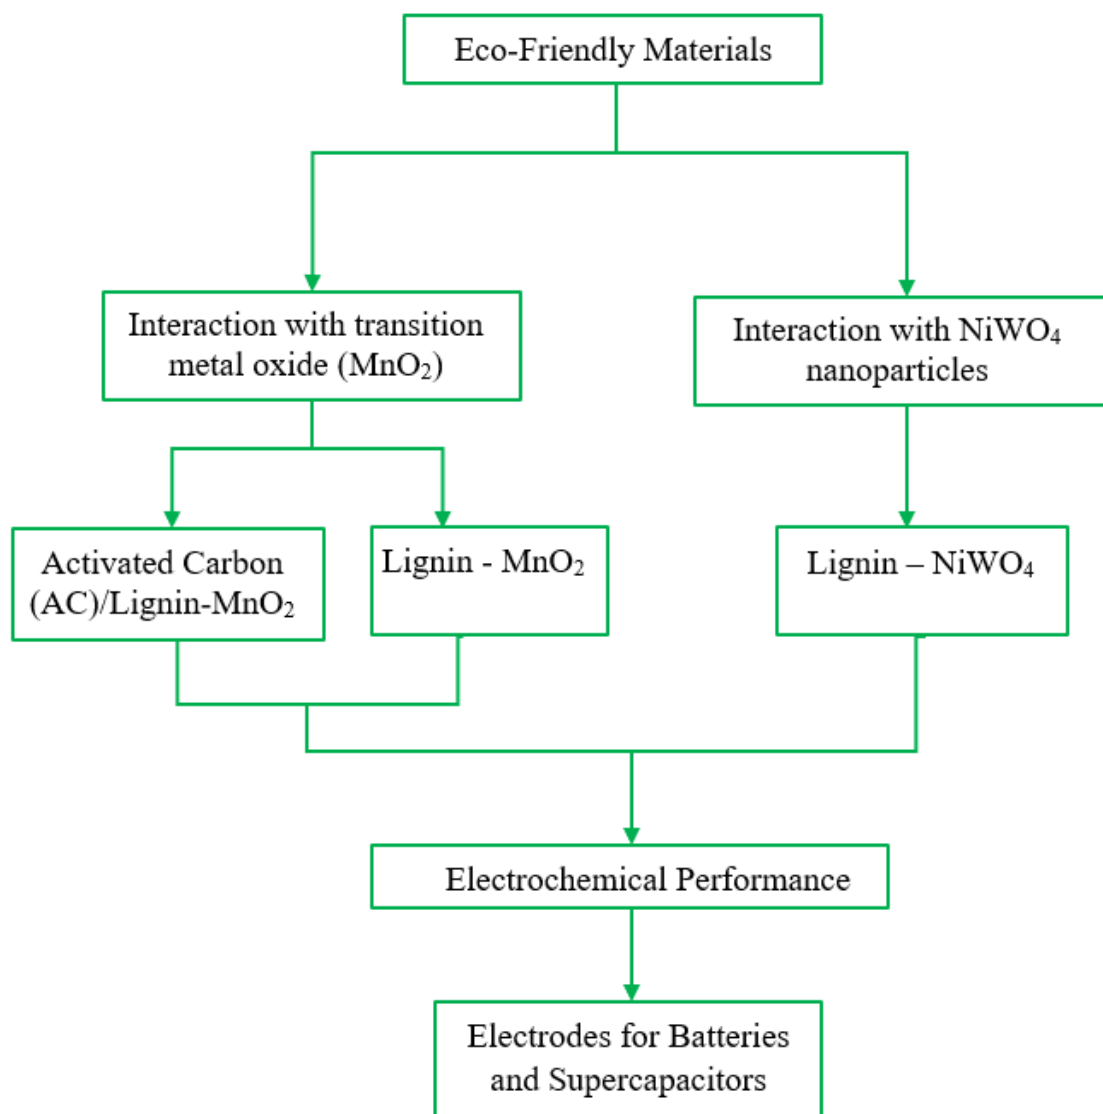 Eco-Friendly Materials
Interaction with transition
metal oxide (MnO₂)
Interaction with NiWO₄
nanoparticles
Activated Carbon
(AC)/Lignin-MnO₂
Lignin - MnO₂
Lignin – NiWO₄
Electrochemical Performance
Electrodes for Batteries
and Supercapacitors